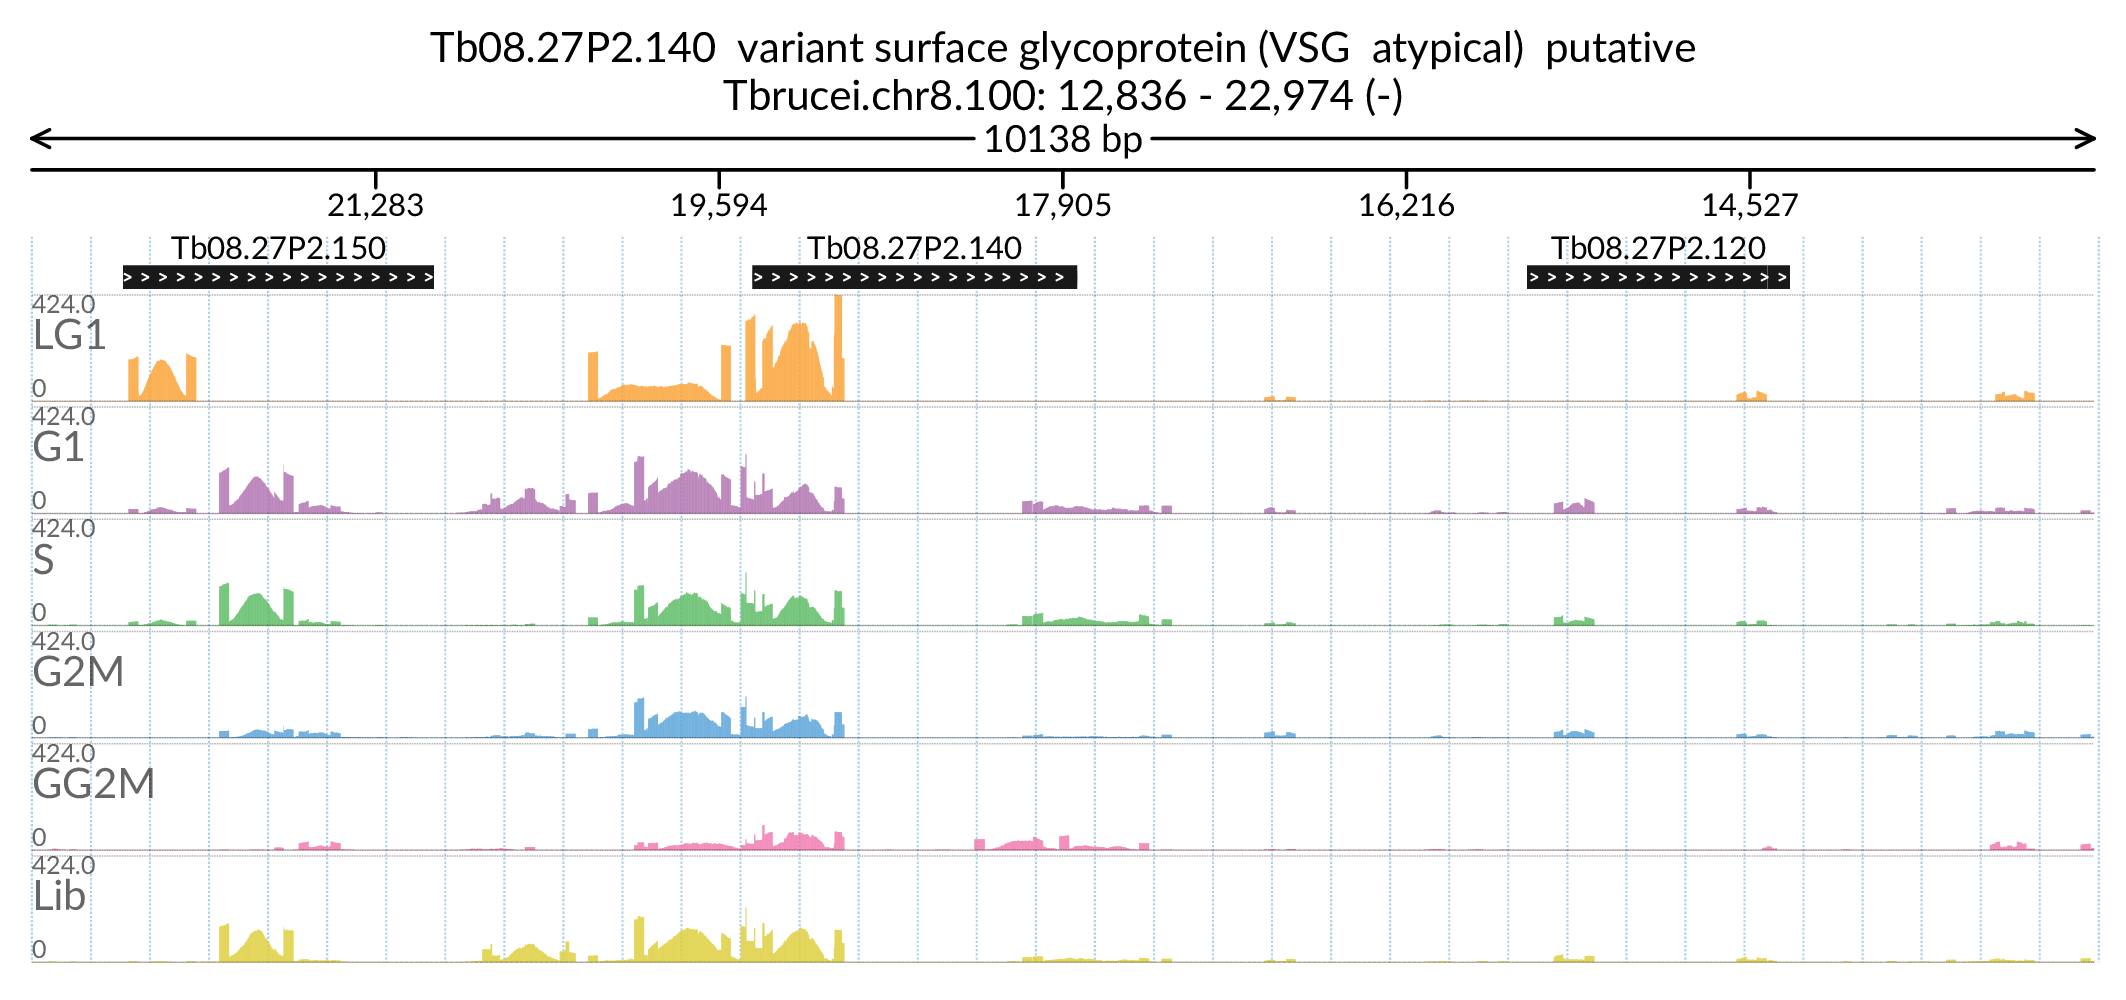 Tb08.27P2.140 variant surface glycoprotein (VSG atypical) putative
Tbrucei.chr8.100: 12,836 - 22,974 (-)
10138 bp
21,283 19,594 17,905 16,216 14,527
Tb08.27P2.150 Tb08.27P2.140 Tb08.27P2.120
424.0
LG1
0
424.0
G1
0
424.0
S
0
424.0
G2M
0
424.0
GG2M
0
424.0
Lib
0